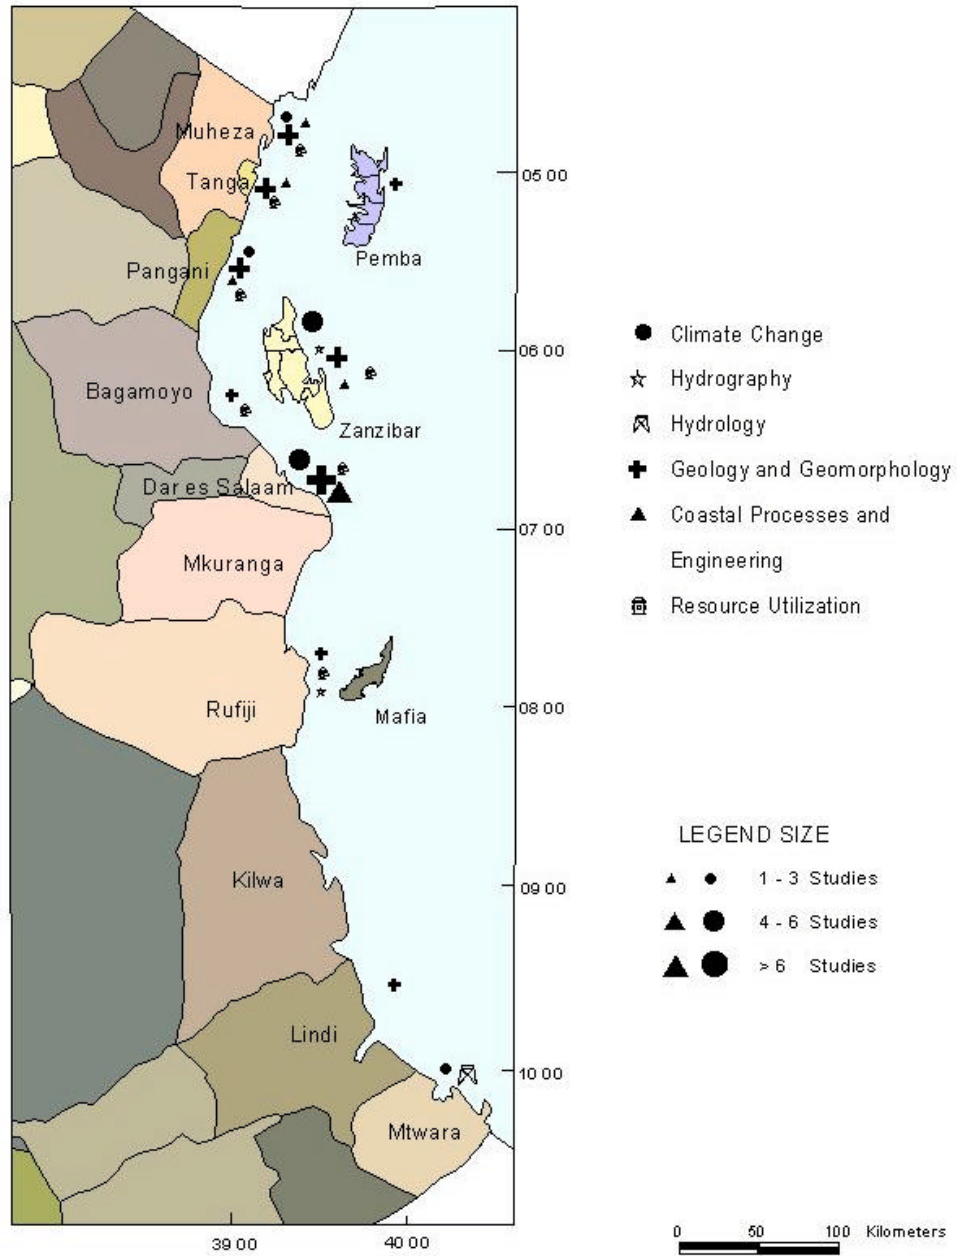 Muheza
Tanga
05 00
Pemba
Pangani
Climate Change
06 00
Hydrography
Bagamoyo
Hydrology
Zanzibar
Geology and Geomorphology
Dar es Salaam
Coastal Processes and
07 00
Engineering
Mkuranga
Resource Utilization
Rufiji
Mafia
08 00
LEGEND SIZE
Kilwa
1 - 3 Studies
09 00
4 - 6 Studies
> 6 Studies
Lindi
10 00
Mtwara
0 50 100 Kilometers
39 00
40 00